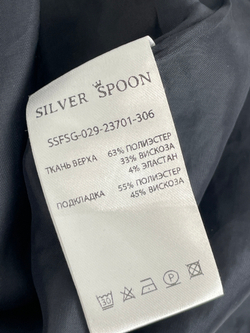 SILVER SPOON
SSFSG-029-23701-306
ТКАНЬ ВЕРХА 63% ПОЛИЭСТЕР
33% ВИСКОЗА
4% ЭЛАСТАН
ПОДКЛАДКА 55% ПОЛИЭСТЕР
45% ВИСКОЗА
30 P